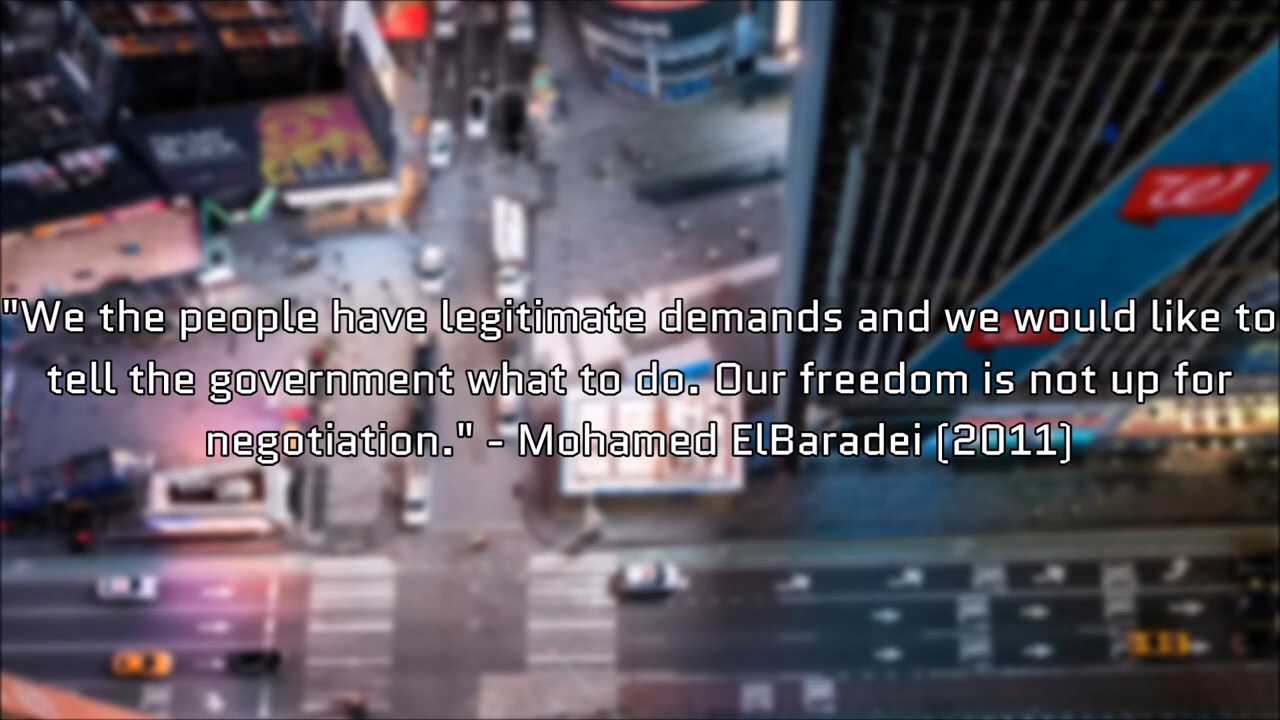 "We the people have legitimate demands and we would like to
tell the government what to do. Our freedom is not up for
negotiation." - Mohamed ElBaradei (2011)